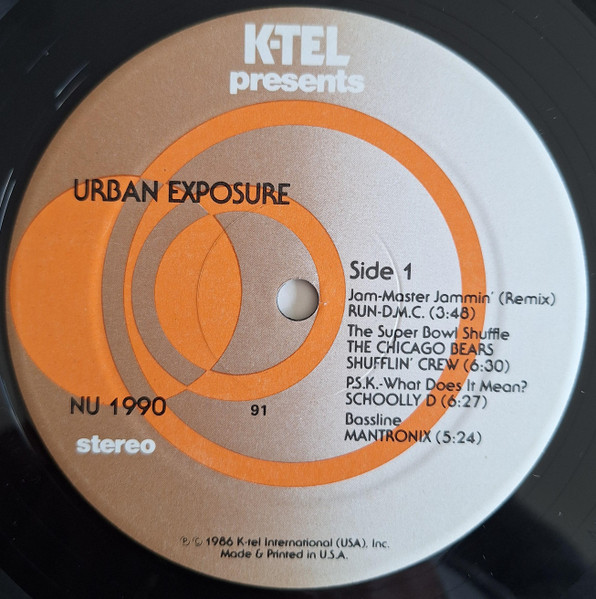 K-TEL
presents
URBAN EXPOSURE
Side 1
Jam-Master Jammin' (Remix)
RUN-D.M.C. (3:48)
The Super Bowl Shuffle
THE CHICAGO BEARS
SHUFFLIN' CREW (6:30)
P.S.K.-What Does It Mean?
SCHOOLLY D (6:27)
Bassline
MANTRONIX (5:24)
NU 1990
91
stereo
℗ © 1986 K-tel International (USA), Inc.
Made & Printed in U.S.A.